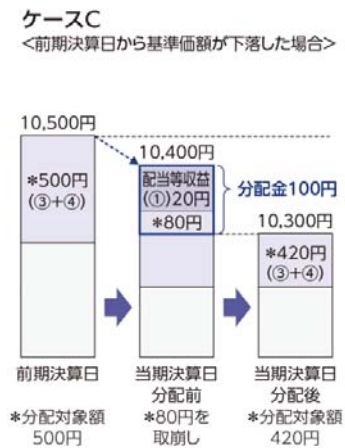 ケースC
<前期決算日から基準価額が下落した場合>
10,500円
10,400円
*500円
(③+④)
配当等収益
(①)20円
*80円
分配金100円
10,300円
*420円
(③+④)
前期決算日
当期決算日
分配前
当期決算日
分配後
*分配対象額
500円
*80円を
取崩し
*分配対象額
420円